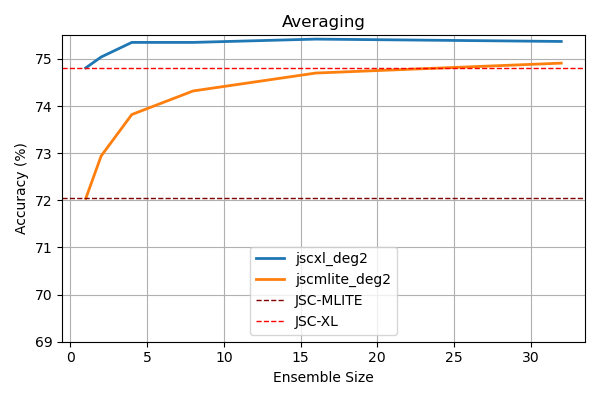 Averaging
Accuracy (%)
75
74
73
72
71
70
69
jscxl_deg2
jscmlite_deg2
JSC-MLITE
JSC-XL
0 5 10 15 20 25 30
Ensemble Size